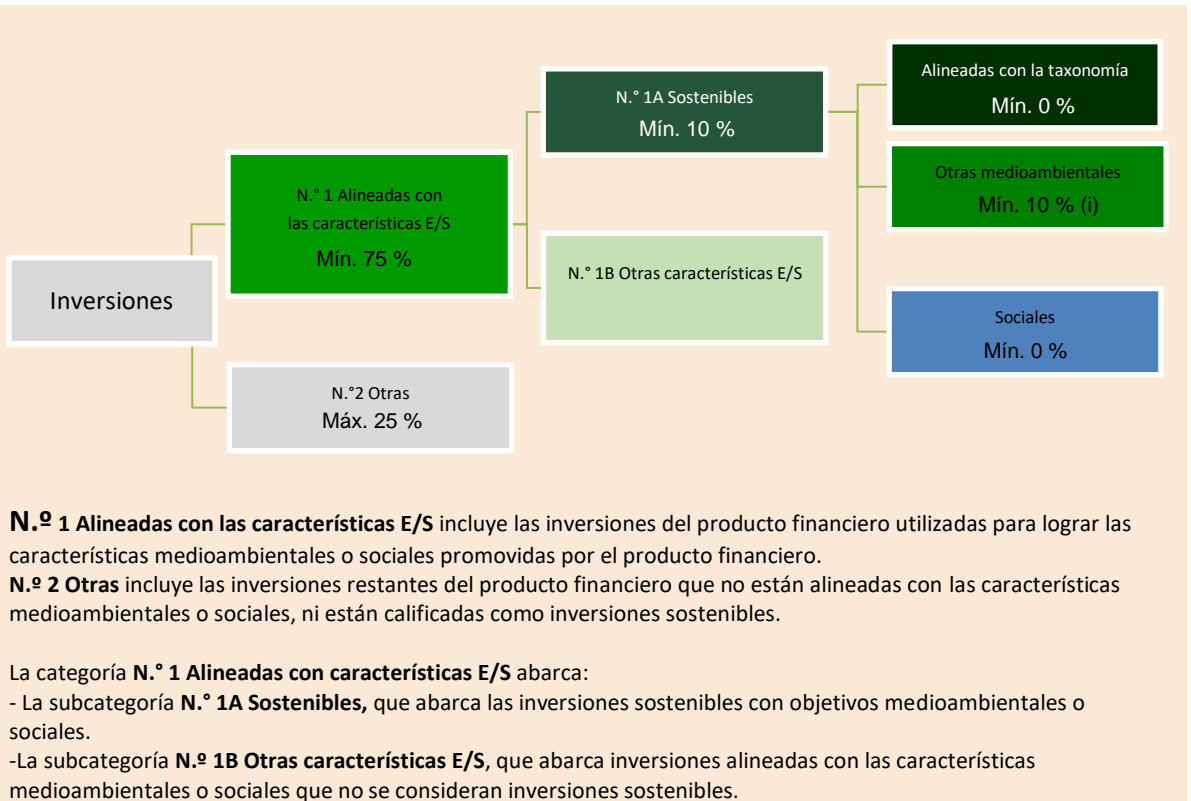 Inversiones
N.° 1 Alineadas con
las características E/S
Mín. 75 %
N.°2 Otras
Máx. 25 %
N.° 1A Sostenibles
Mín. 10 %
N.° 1B Otras características E/S
Alineadas con la taxonomía
Mín. 0 %
Otras medioambientales
Mín. 10 % (i)
Sociales
Mín. 0 %
N.º 1 Alineadas con las características E/S incluye las inversiones del producto financiero utilizadas para lograr las
características medioambientales o sociales promovidas por el producto financiero.
N.º 2 Otras incluye las inversiones restantes del producto financiero que no están alineadas con las características
medioambientales o sociales, ni están calificadas como inversiones sostenibles.
La categoría N.° 1 Alineadas con características E/S abarca:
- La subcategoría N.° 1A Sostenibles, que abarca las inversiones sostenibles con objetivos medioambientales o
sociales.
-La subcategoría N.º 1B Otras características E/S, que abarca inversiones alineadas con las características
medioambientales o sociales que no se consideran inversiones sostenibles.